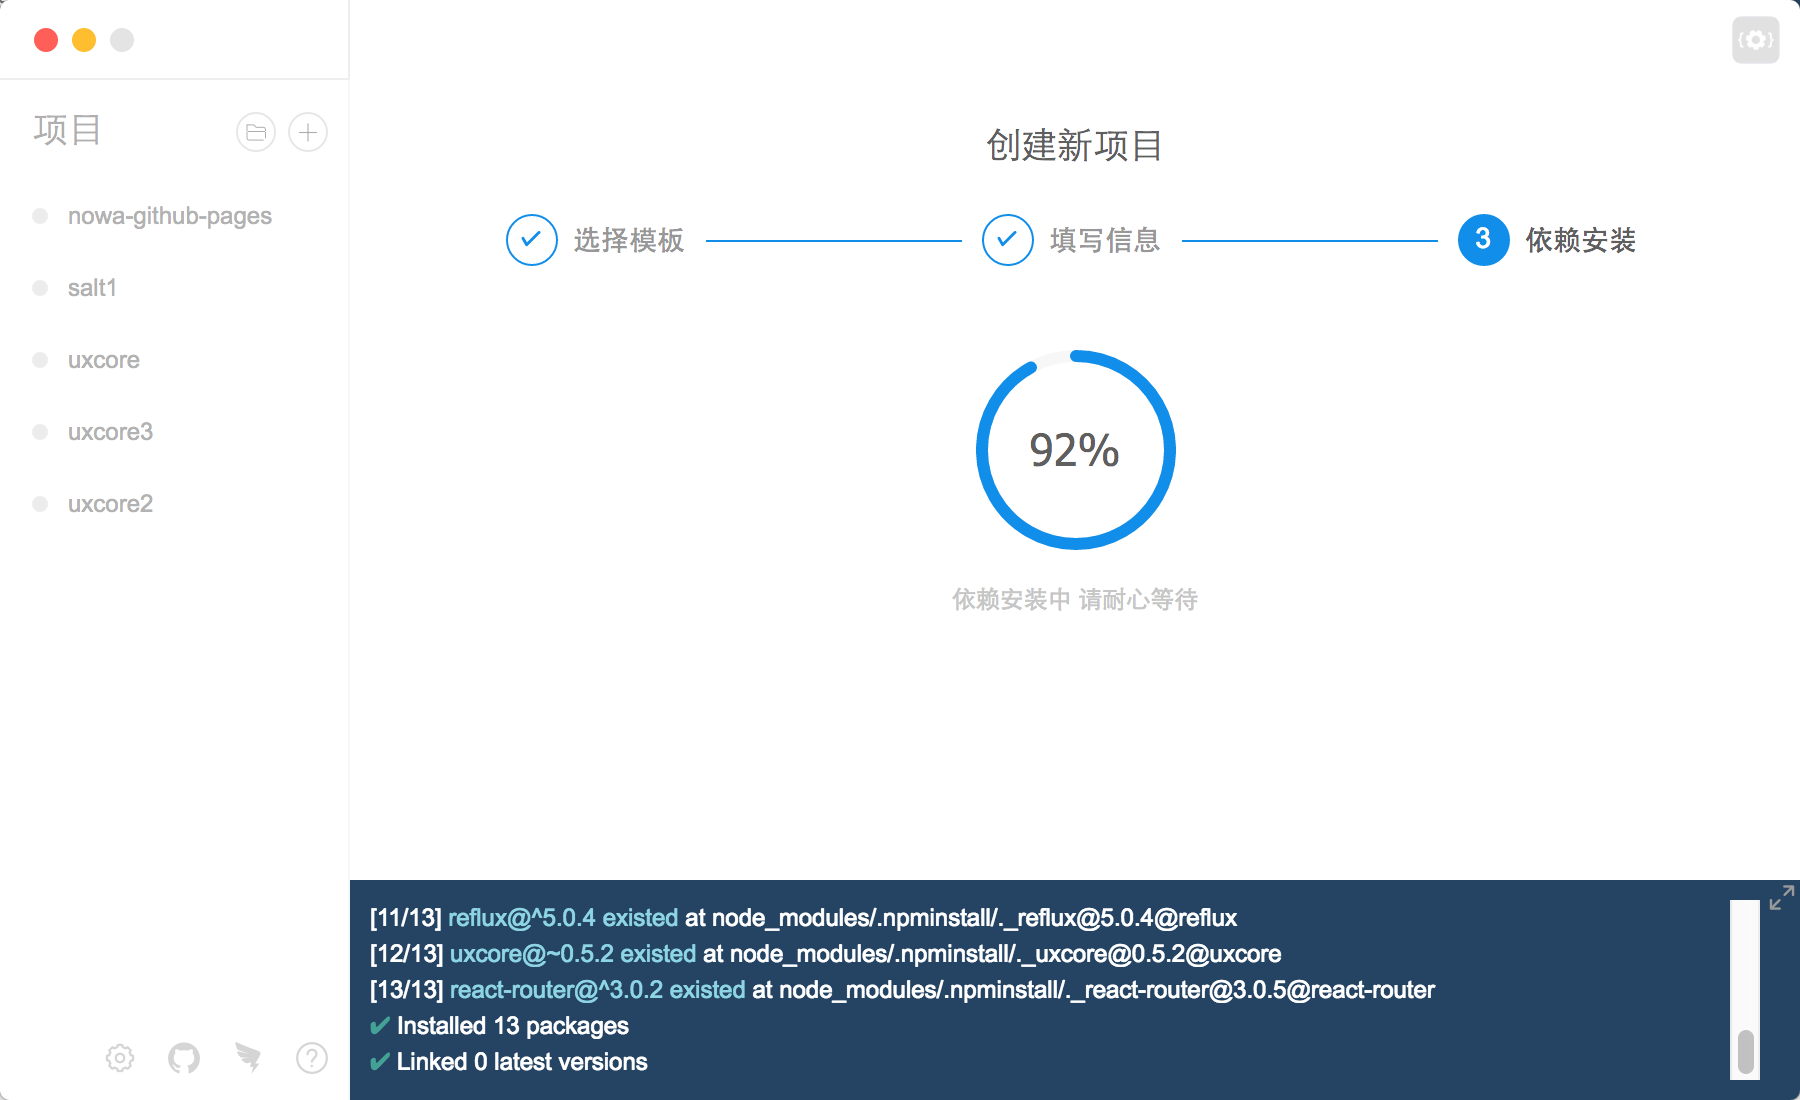 项目
nowa-github-pages
salt1
uxcore
uxcore3
uxcore2
创建新项目
选择模板
填写信息
3 依赖安装
92%
依赖安装中 请耐心等待
[11/13] reflux@^5.0.4 existed at node_modules/.npminstall/._reflux@5.0.4@reflux
[12/13] uxcore@~0.5.2 existed at node_modules/.npminstall/._uxcore@0.5.2@uxcore
[13/13] react-router@^3.0.2 existed at node_modules/.npminstall/._react-router@3.0.5@react-router
✔ Installed 13 packages
✔ Linked 0 latest versions